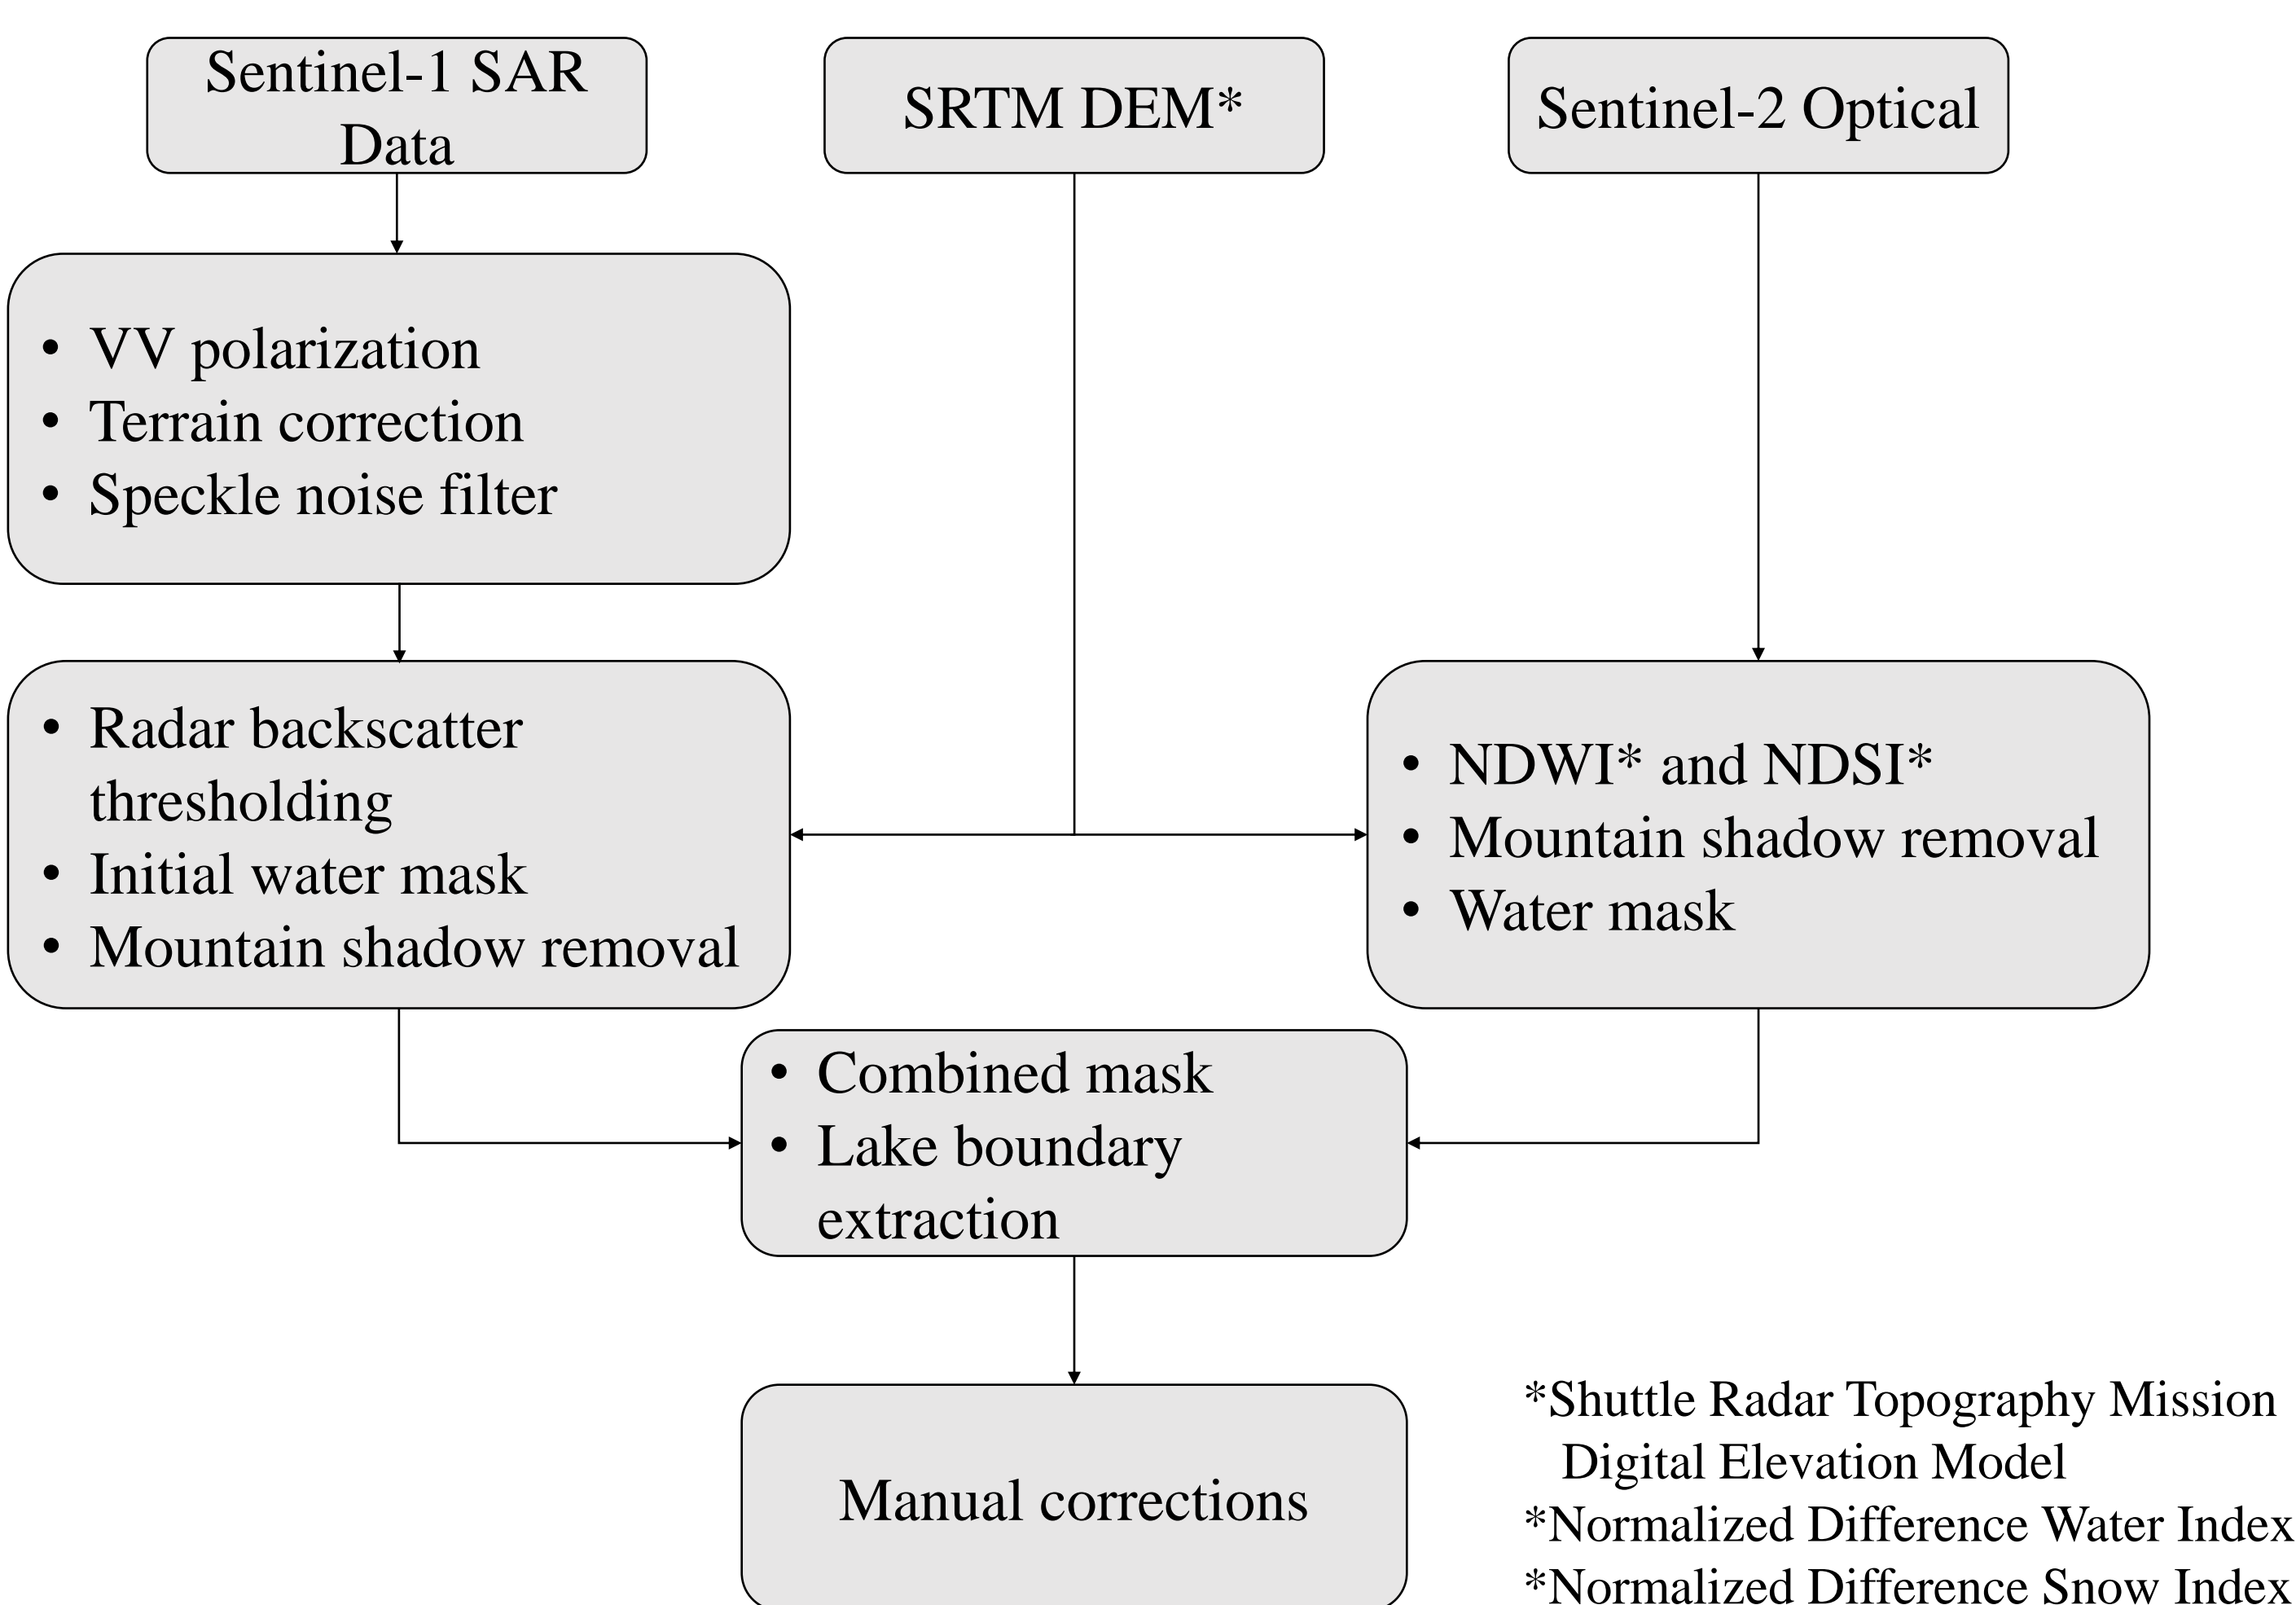 Sentinel-1 SAR
Data
SRTM DEM*
Sentinel-2 Optical
• VV polarization
• Terrain correction
• Speckle noise filter
• Radar backscatter
thresholding
• Initial water mask
• Mountain shadow removal
• NDWI* and NDSI*
• Mountain shadow removal
• Water mask
• Combined mask
• Lake boundary
extraction
Manual corrections
*Shuttle Radar Topography Mission
Digital Elevation Model
*Normalized Difference Water Index
*Normalized Difference Snow Index